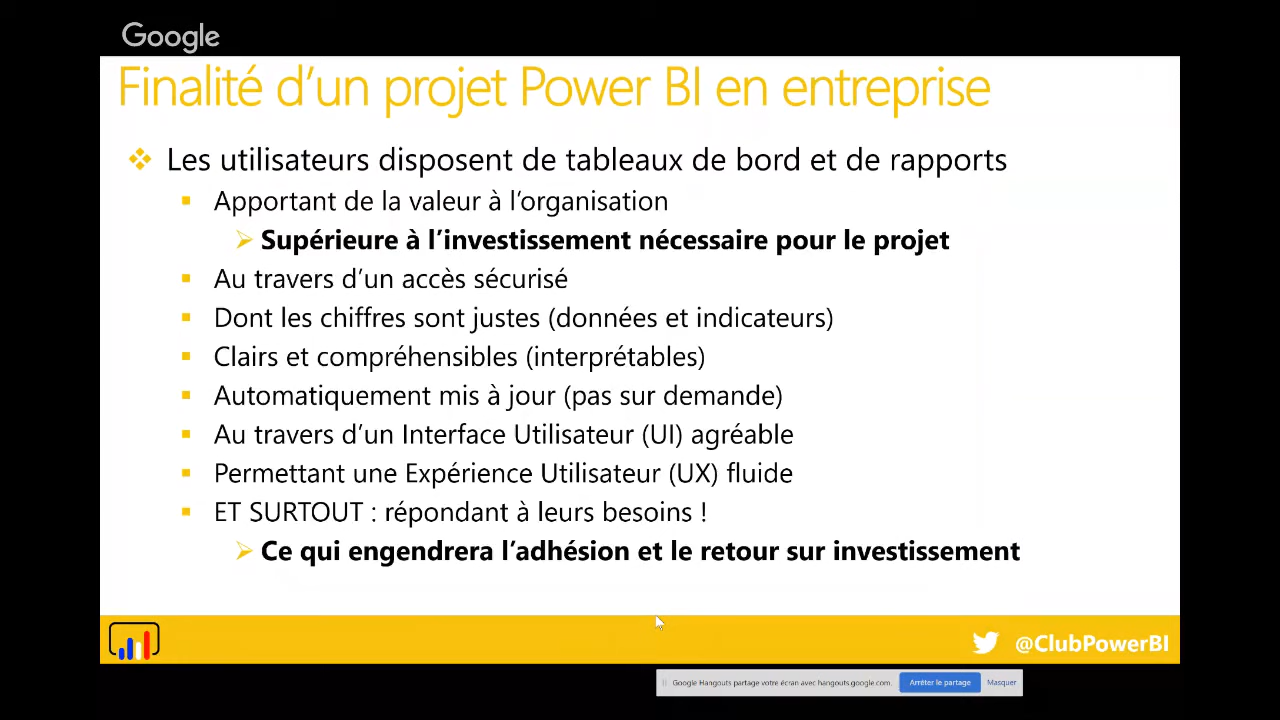 Google
Finalité d'un projet Power BI en entreprise
Les utilisateurs disposent de tableaux de bord et de rapports
Apportant de la valeur à l'organisation
Supérieure à l'investissement nécessaire pour le projet
Au travers d'un accès sécurisé
Dont les chiffres sont justes (données et indicateurs)
Clairs et compréhensibles (interprétables)
Automatiquement mis à jour (pas sur demande)
Au travers d'un Interface Utilisateur (UI) agréable
Permettant une Expérience Utilisateur (UX) fluide
ET SURTOUT : répondant à leurs besoins !
Ce qui engendrera l'adhésion et le retour sur investissement
@ClubPowerBI
Google Hangouts partage votre écran avec hangouts.google.com. Arrêter le partage Masquer